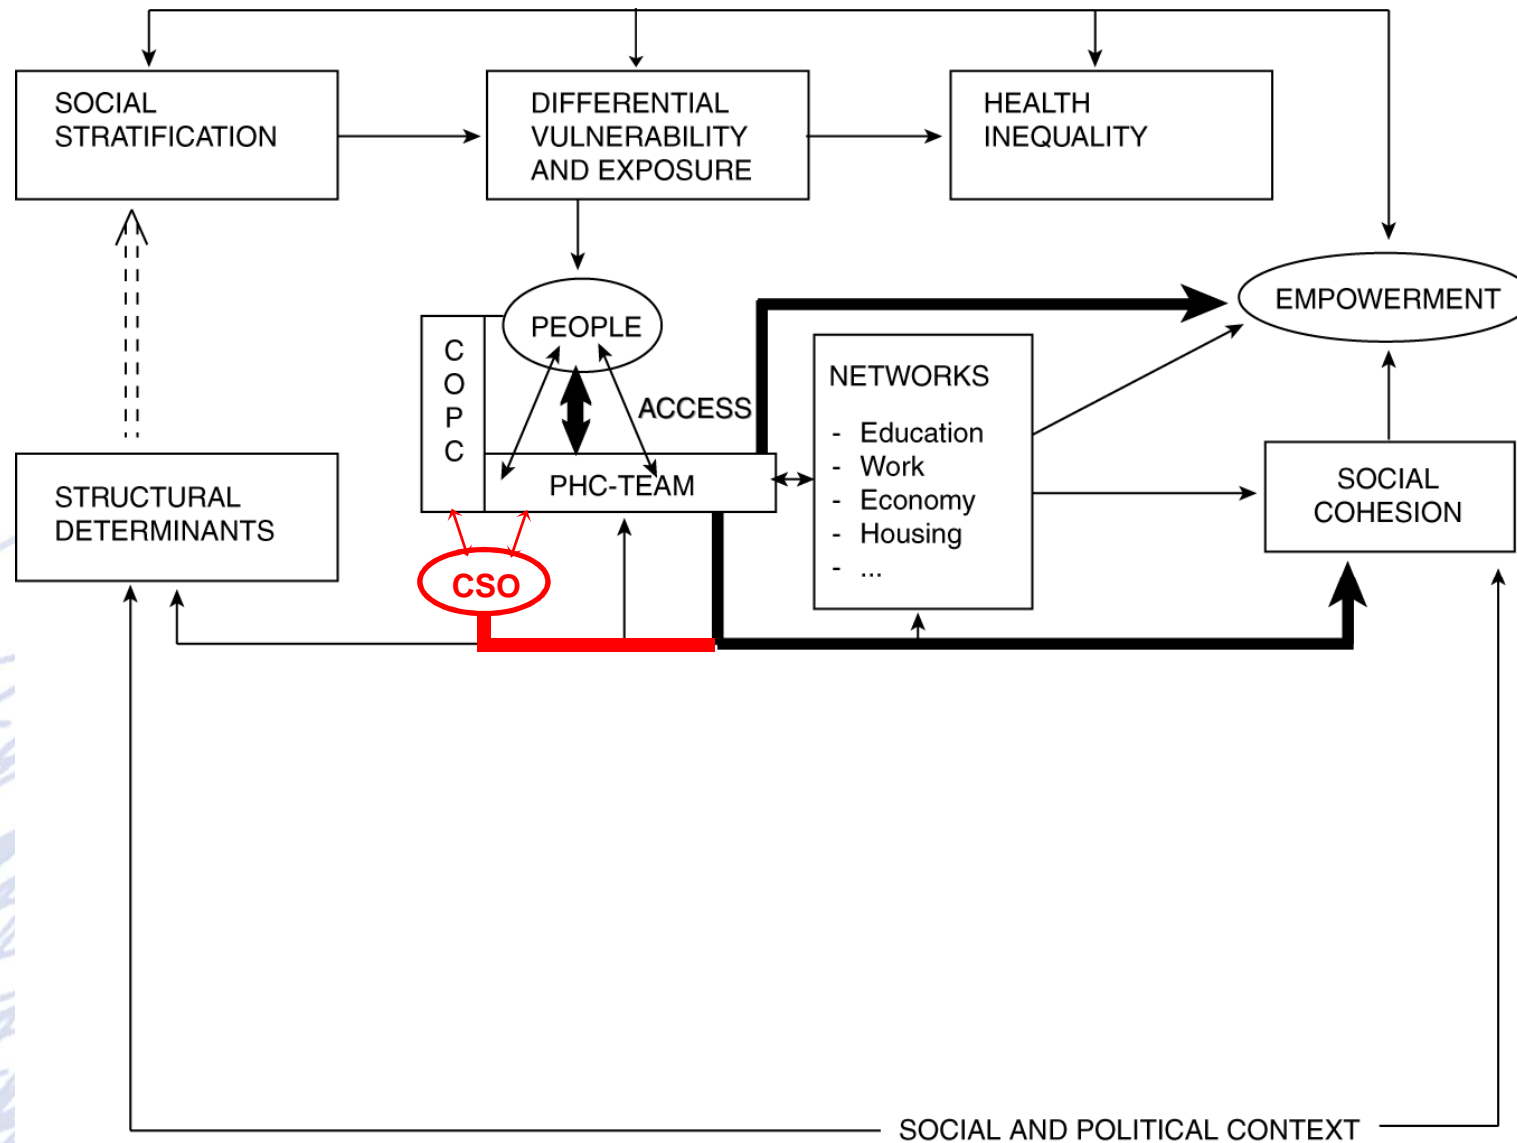 SOCIAL
STRATIFICATION
DIFFERENTIAL
VULNERABILITY
AND EXPOSURE
HEALTH
INEQUALITY
EMPOWERMENT
PEOPLE
C
O
P
C
ACCESS
PHC-TEAM
NETWORKS
- Education
- Work
- Economy
- Housing
- ...
STRUCTURAL
DETERMINANTS
SOCIAL
COHESION
CSO
SOCIAL AND POLITICAL CONTEXT